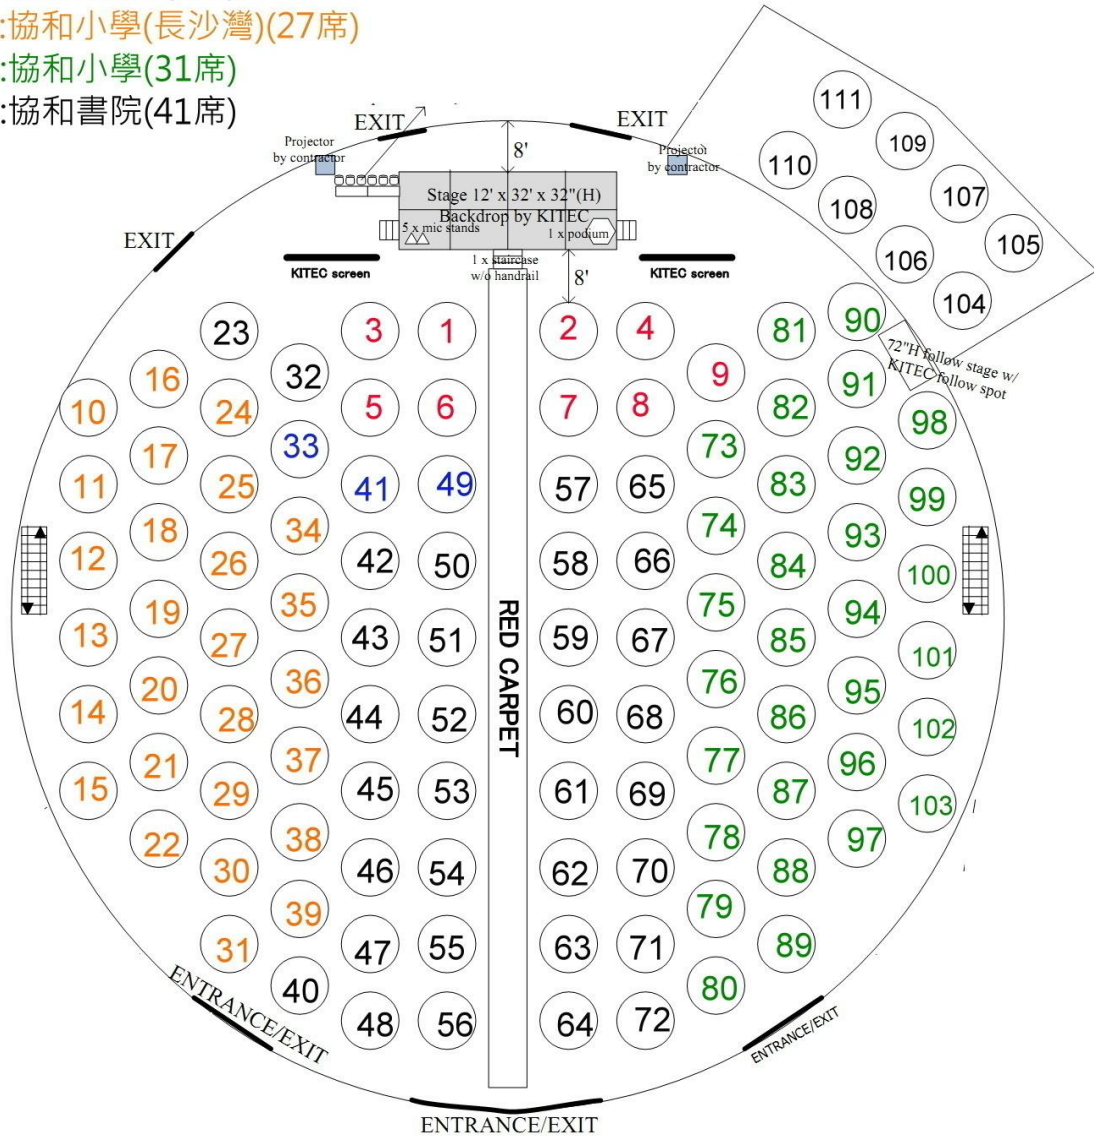 :協和小學(長沙灣)(27席)
:協和小學(31席)
:協和書院(41席)
EXIT
EXIT
EXIT
Projector
by contractor
Projector
by contractor
8'
Stage 12' x 32' x 32"(H)
Backdrop by KITEC
5 x mic stands
1 x podium
1 x staircase
w/o handrail
8'
KITEC screen
KITEC screen
111
109
110
107
108
105
106
104
72"H follow stage w/
KITEC follow spot
23 3 1 2 4 81 90
16 32 9 91
10 24 5 6 7 8 82 98
17 33 73 92
11 25 41 49 57 65 83 99
18 34 74 93
12 26 42 50 58 66 84 100
19 35 75 94
13 27 43 51 59 67 85 101
20 36 76 95
14 28 44 52 60 68 86 102
21 37 77 96
15 29 45 53 61 69 87 103
22 38 78 97
30 46 54 62 70 88
39 79
31 47 55 63 71 89
40 80
48 56 64 72
RED CARPET
ENTRANCE/EXIT
ENTRANCE/EXIT
ENTRANCE/EXIT